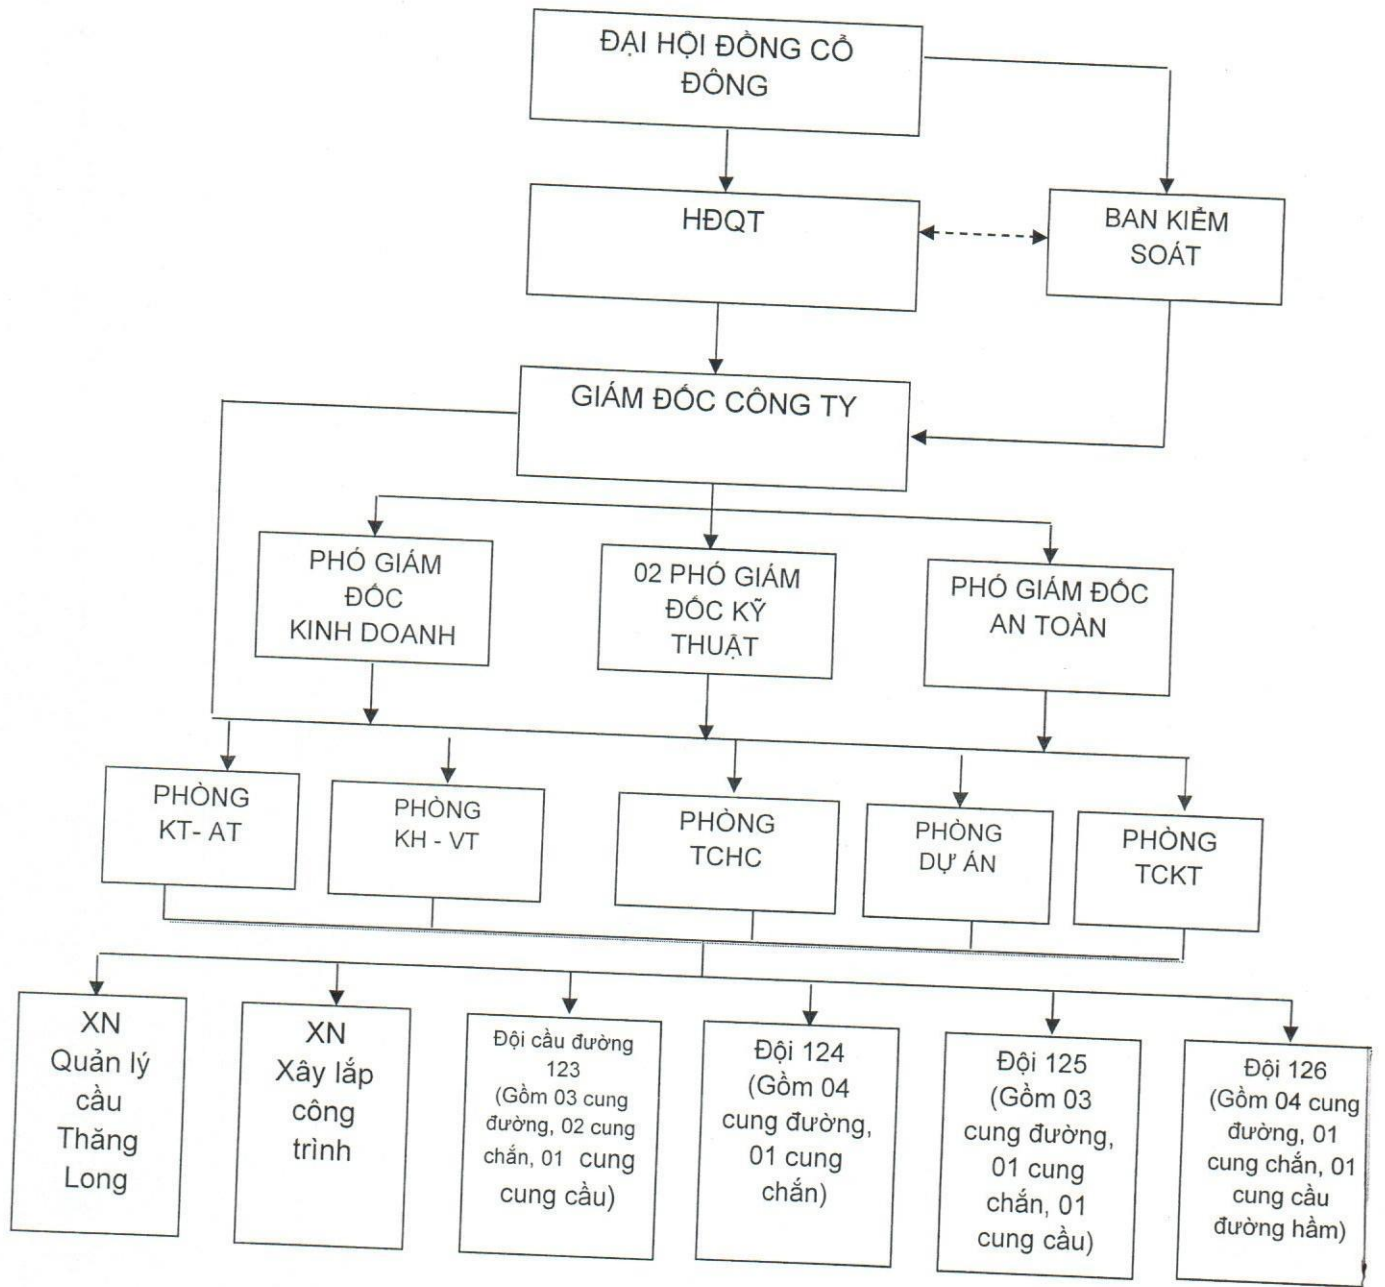 ĐẠI HỘI ĐỒNG CỔ
ĐÔNG
HĐQT
BAN KIỂM
SOÁT
GIÁM ĐỐC CÔNG TY
PHÓ GIÁM
ĐỐC
KINH DOANH
02 PHÓ GIÁM
ĐỐC KỸ
THUẬT
PHÓ GIÁM ĐỐC
AN TOÀN
PHÒNG
KT- AT
PHÒNG
KH - VT
PHÒNG
TCHC
PHÒNG
DỰ ÁN
PHÒNG
TCKT
XN
Quản lý
cầu
Thăng
Long
XN
Xây lắp
công
trình
Đội cầu đường
123
(Gồm 03 cung
đường, 02 cung
chắn, 01 cung
cung cầu)
Đội 124
(Gồm 04
cung đường,
01 cung
chắn)
Đội 125
(Gồm 03
cung đường,
01 cung
chắn, 01
cung cầu)
Đội 126
(Gồm 04 cung
đường, 01
cung chắn, 01
cung cầu
đường hầm)